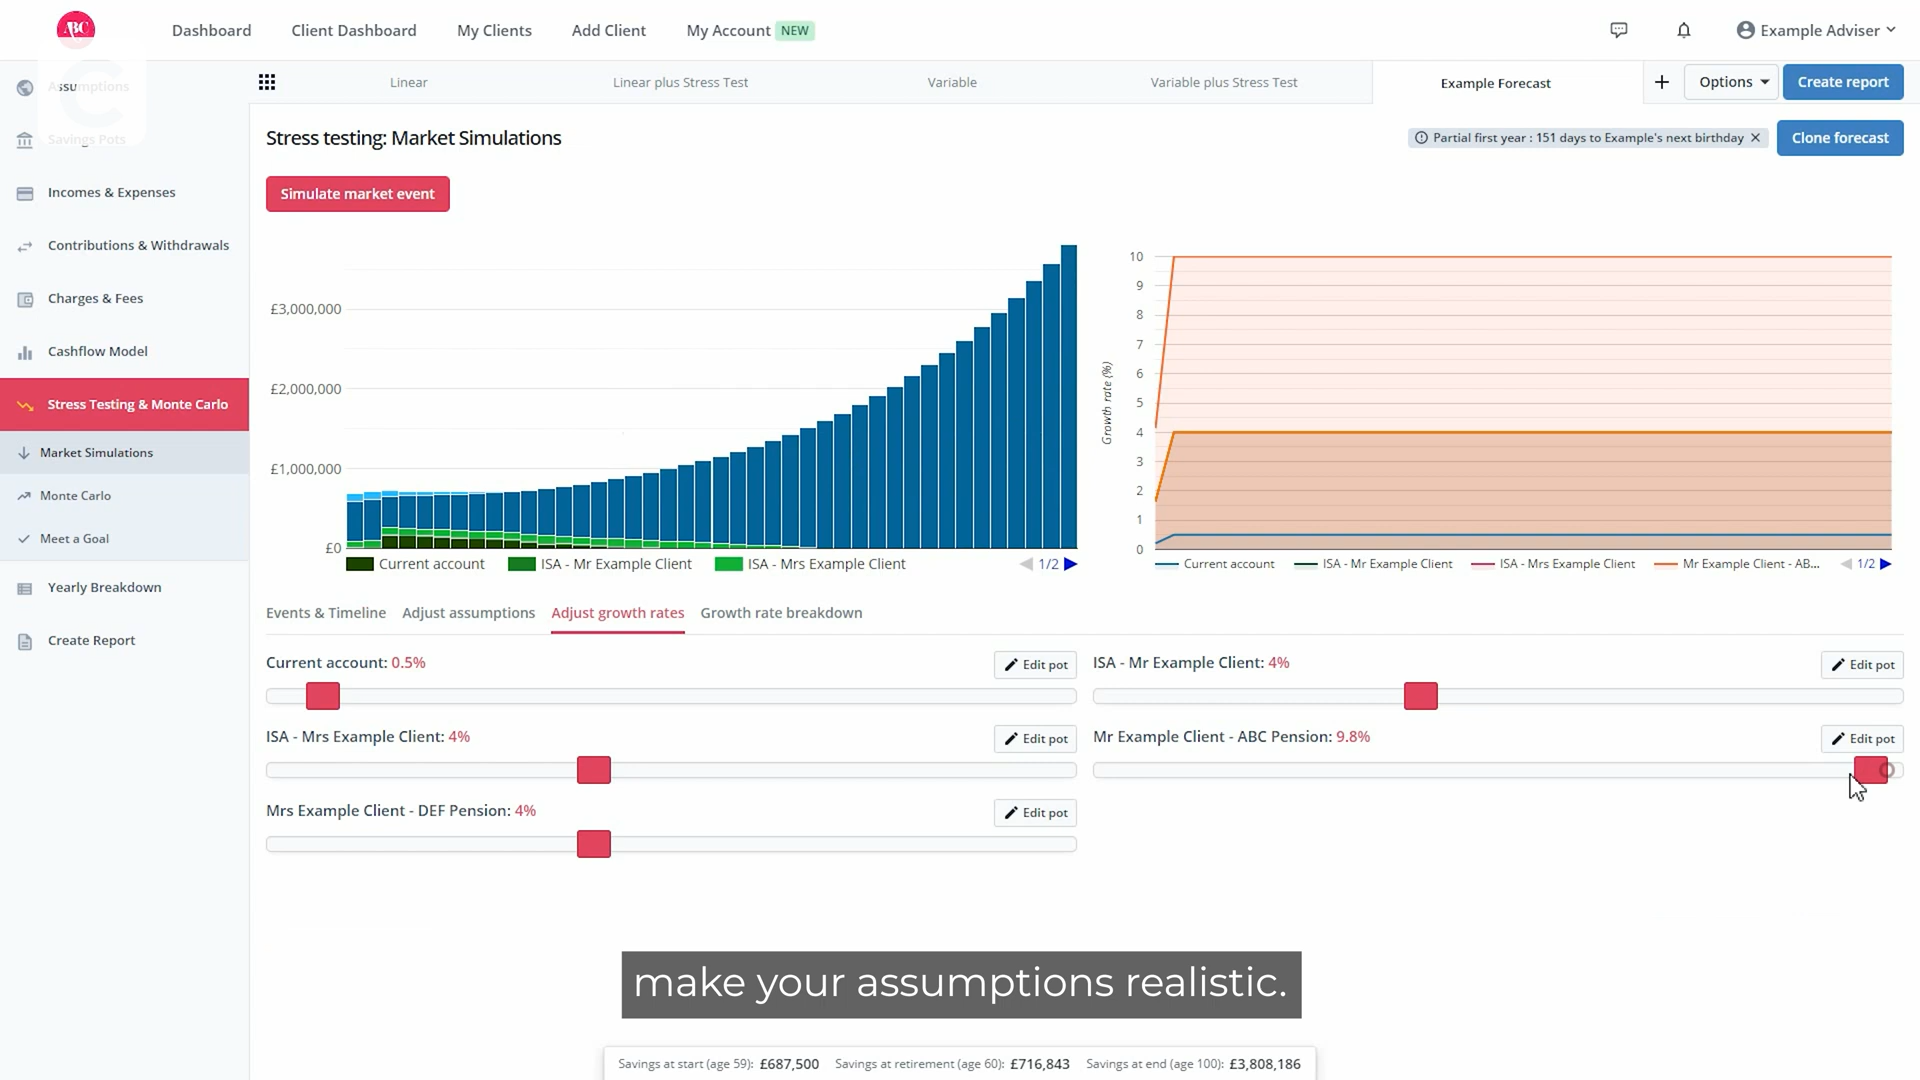 ABC
Dashboard
Client Dashboard
My Clients
Add Client
My Account NEW
Example Adviser
Assumptions
Savings Pots
Incomes & Expenses
Contributions & Withdrawals
Charges & Fees
Cashflow Model
Stress Testing & Monte Carlo
Market Simulations
Monte Carlo
Meet a Goal
Yearly Breakdown
Create Report
Linear
Linear plus Stress Test
Variable
Variable plus Stress Test
Example Forecast
+
Options
Create report
Stress testing: Market Simulations
Partial first year : 151 days to Example's next birthday
Clone forecast
Simulate market event
£3,000,000
£2,000,000
£1,000,000
£0
Current account
ISA - Mr Example Client
ISA - Mrs Example Client
1/2
10
9
8
7
6
5
4
3
2
1
0
Growth rate (%)
Current account
ISA - Mr Example Client
ISA - Mrs Example Client
Mr Example Client - AB...
1/2
Events & Timeline
Adjust assumptions
Adjust growth rates
Growth rate breakdown
Current account: 0.5%
Edit pot
ISA - Mr Example Client: 4%
Edit pot
ISA - Mrs Example Client: 4%
Edit pot
Mr Example Client - ABC Pension: 9.8%
Edit pot
Mrs Example Client - DEF Pension: 4%
Edit pot
make your assumptions realistic.
Savings at start (age 59): £687,500
Savings at retirement (age 60): £716,843
Savings at end (age 100): £3,808,186